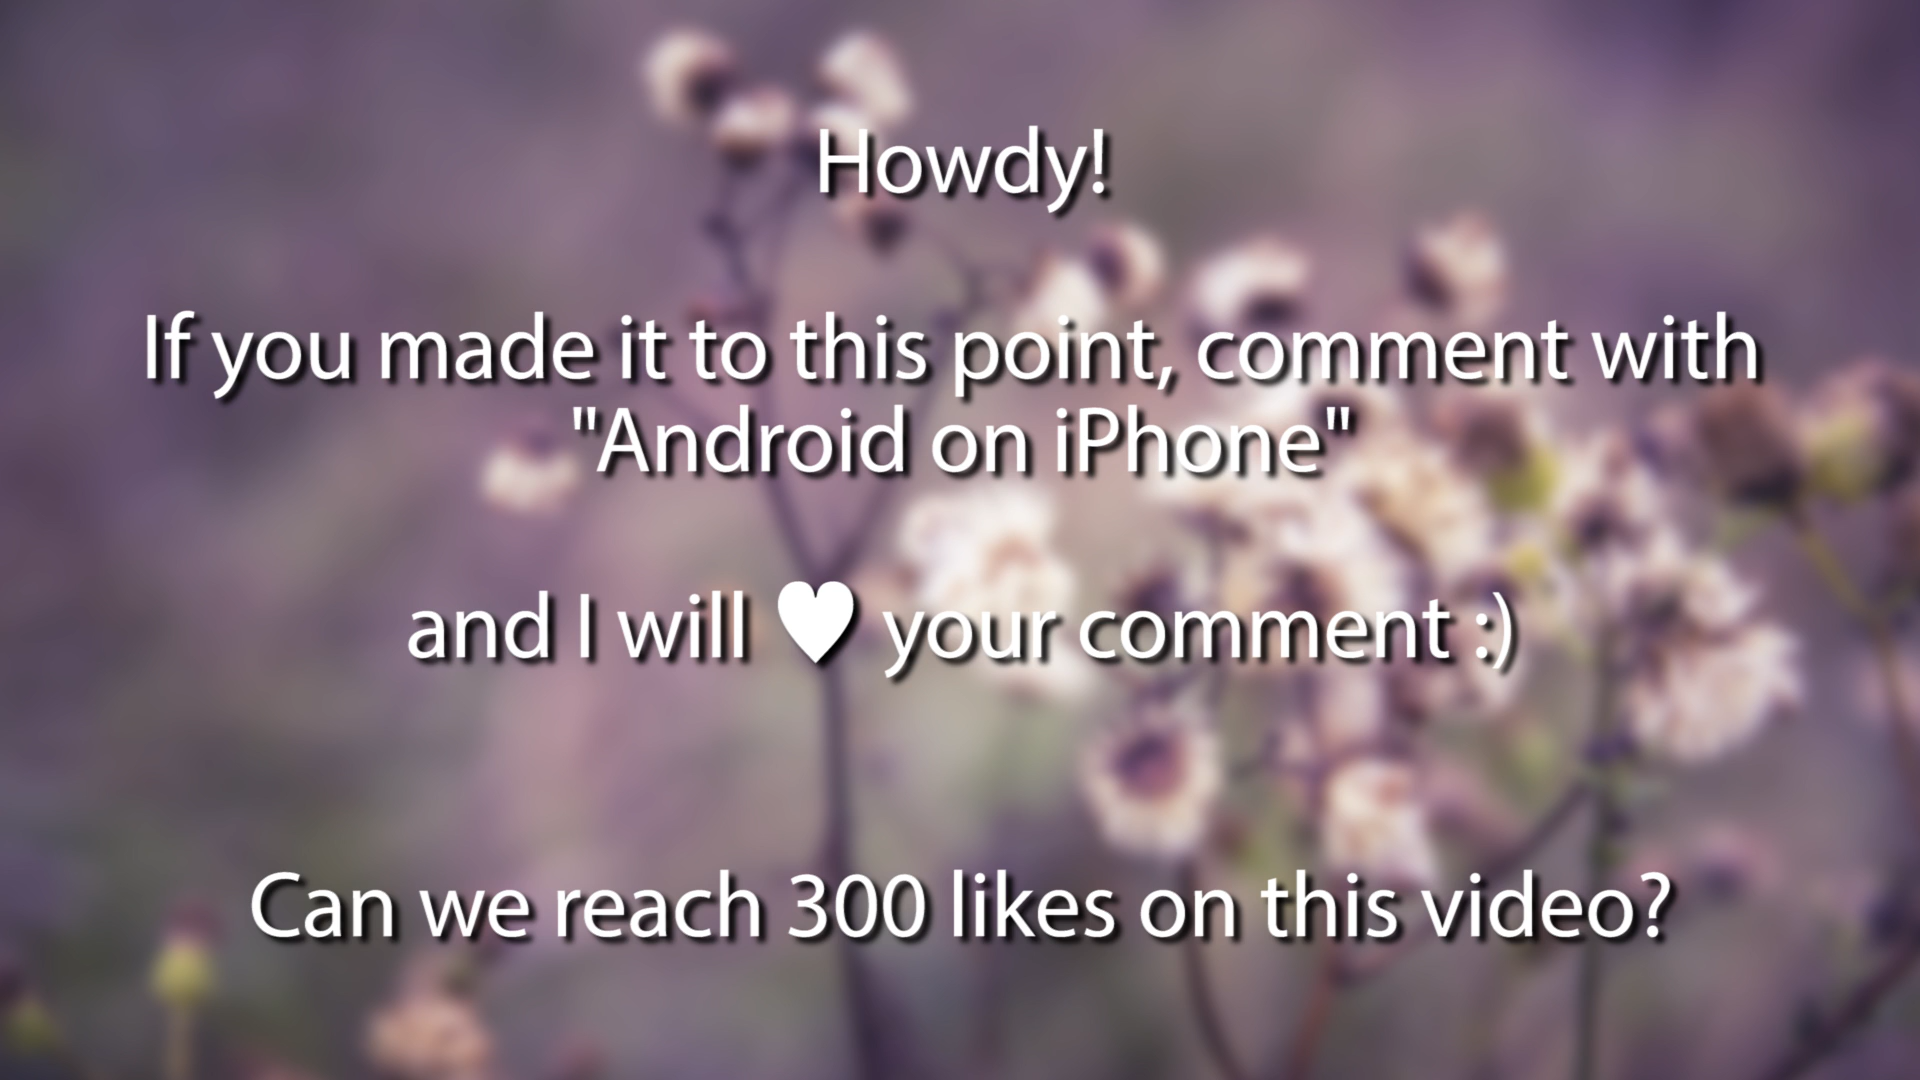 Howdy!
If you made it to this point, comment with
"Android on iPhone"
and I will ♥ your comment :)
Can we reach 300 likes on this video?